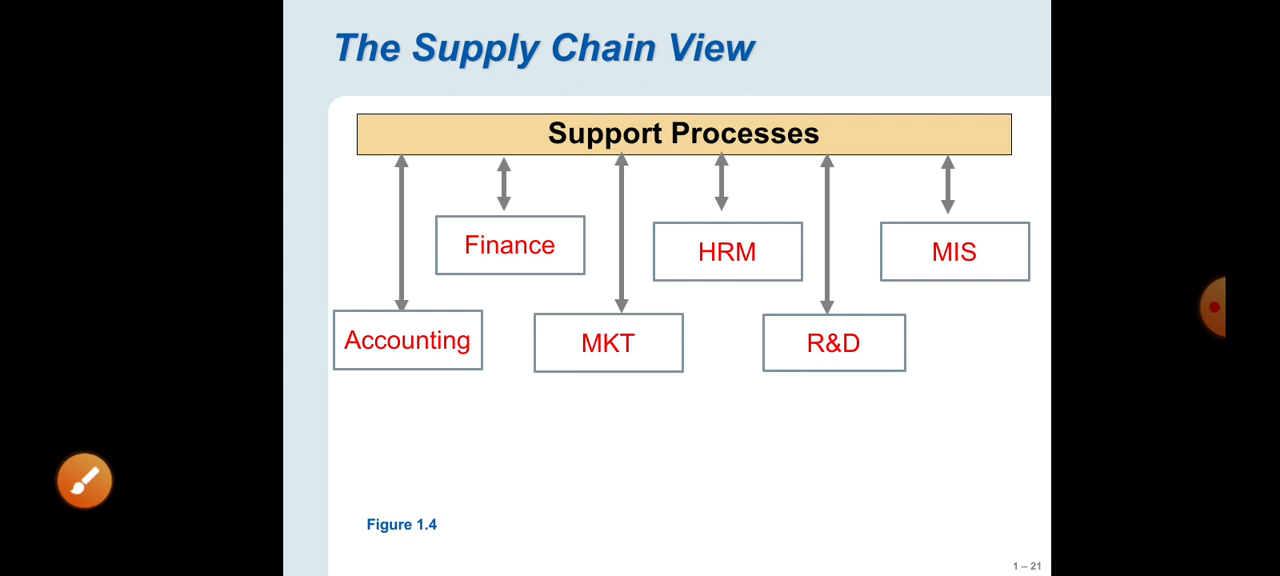 The Supply Chain View
Support Processes
Finance
HRM
MIS
Accounting
MKT
R&D
Figure 1.4
1 – 21